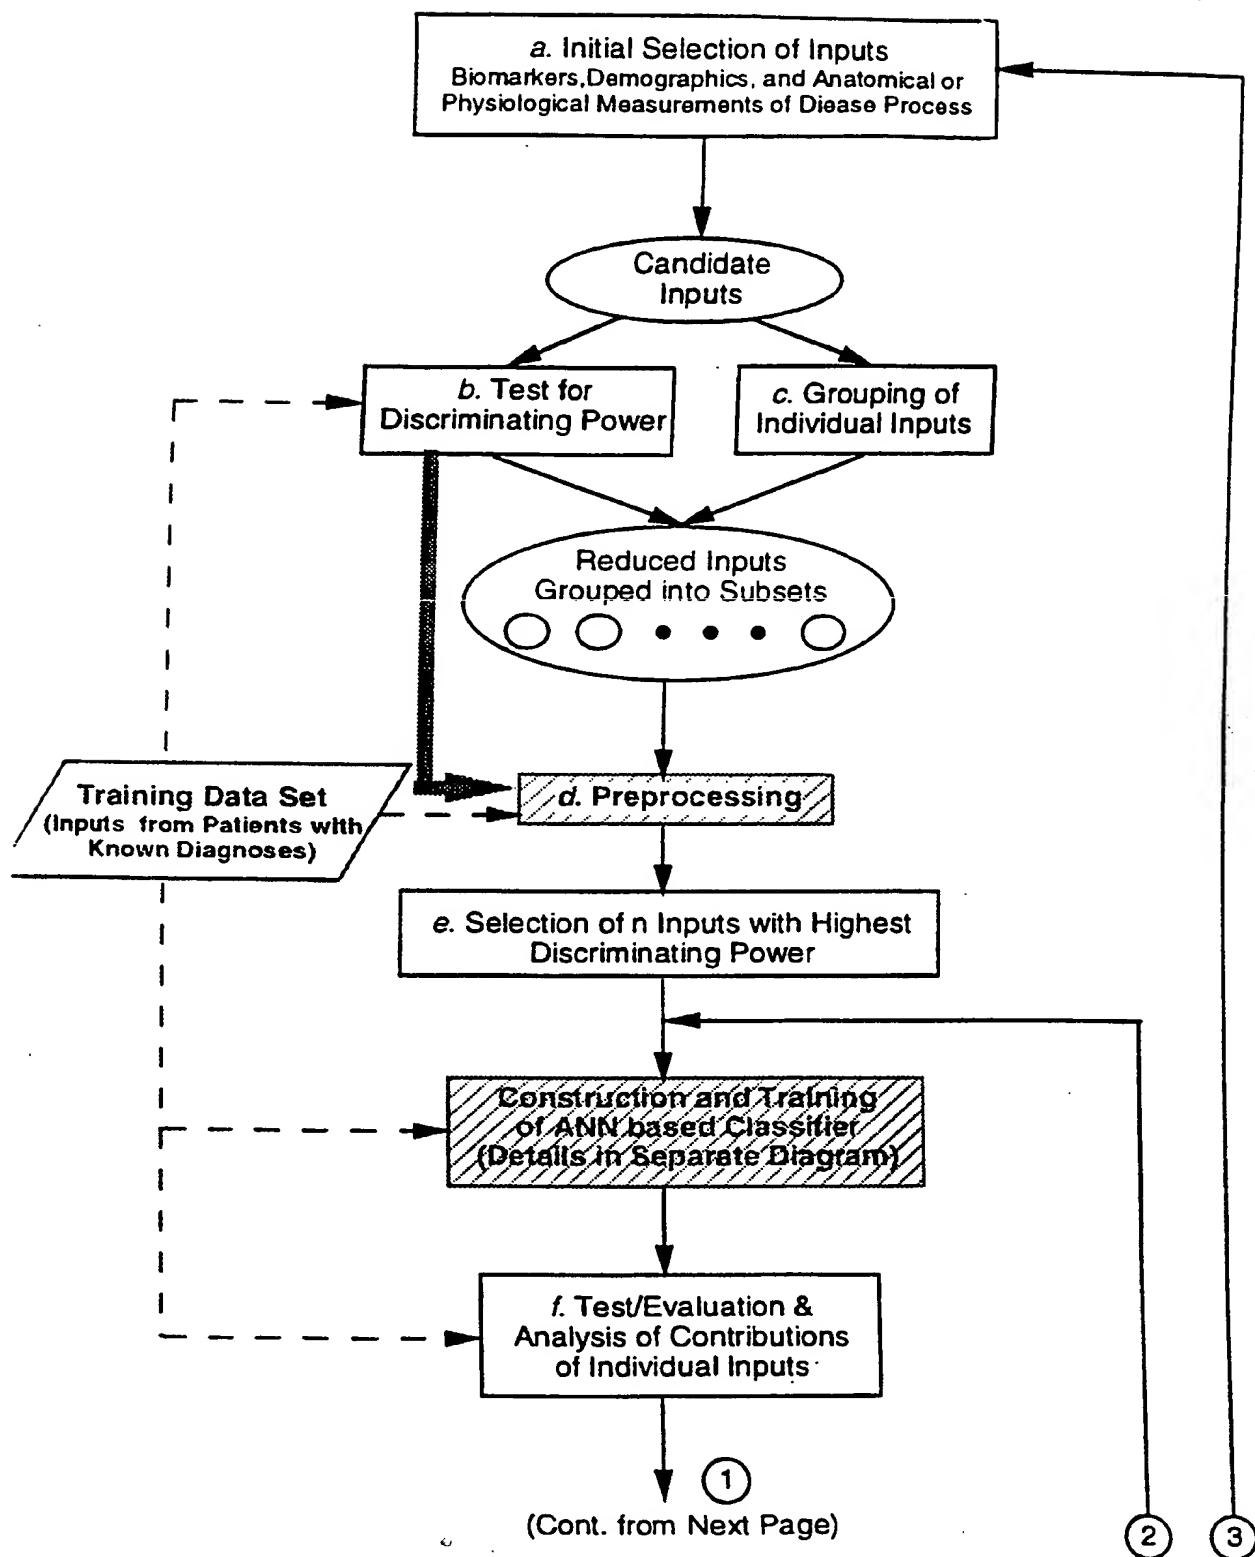 a. Initial Selection of Inputs
Biomarkers,Demographics, and Anatomical or
Physiological Measurements of Diease Process
Candidate
Inputs
b. Test for
Discriminating Power
c. Grouping of
Individual Inputs
Reduced Inputs
Grouped into Subsets
Training Data Set
(Inputs from Patients with
Known Diagnoses)
d. Preprocessing
e. Selection of n Inputs with Highest
Discriminating Power
Construction and Training
of ANN based Classifier
(Details in Separate Diagram)
f. Test/Evaluation &
Analysis of Contributions
of Individual Inputs
1
(Cont. from Next Page)
2
3